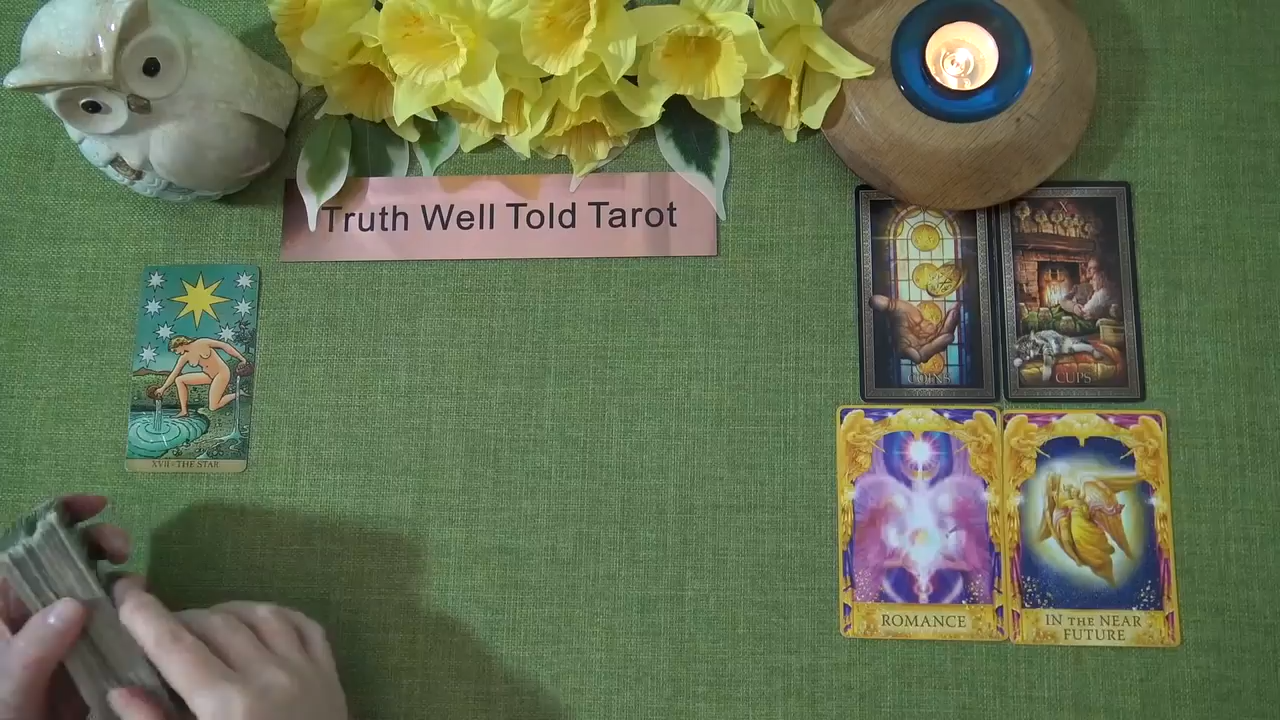 Truth Well Told Tarot
X
COINS
CUPS
XVII - THE STAR
ROMANCE
IN THE NEAR
FUTURE